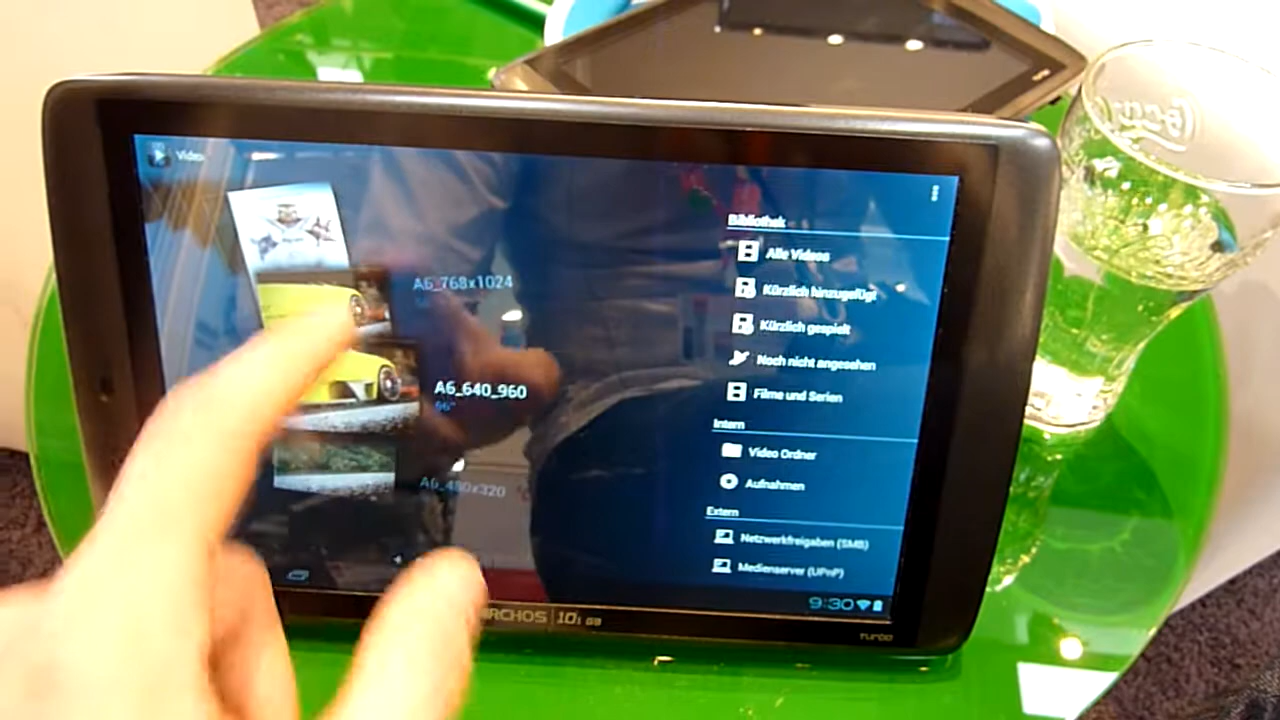 Video
Bibliothek
Alle Videos
A6_768x1024
Kürzlich hinzugefügt
Kürzlich gespielt
Noch nicht angesehen
A6_640_960
66"
Filme und Serien
Intern
Video Ordner
A6_480x320
Aufnahmen
Extern
Netzwerkfreigaben (SMB)
Medienserver (UPnP)
9:30
ARCHOS 101 G9
turbo